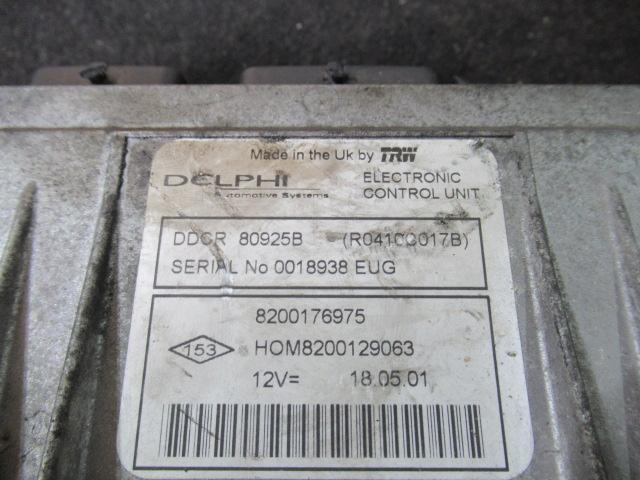 Made in the Uk by TRW
DELPHI
Automotive Systems
ELECTRONIC
CONTROL UNIT
DDCR 80925B (R0410C017B)
SERIAL No 0018938 EUG
8200176975
153 HOM8200129063
12V= 18.05.01